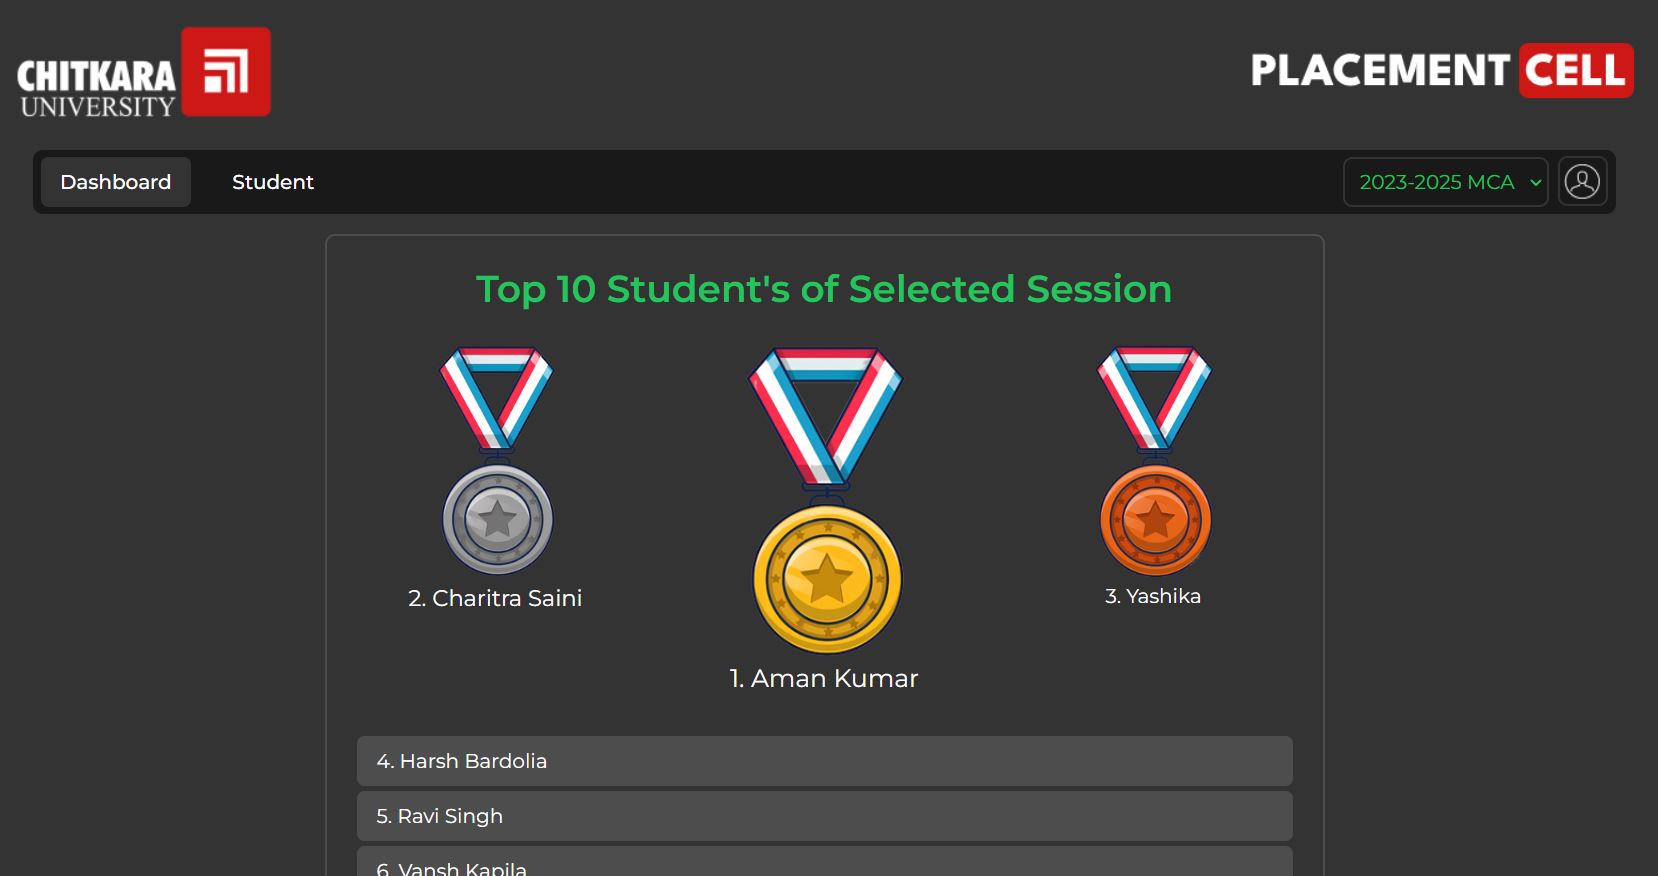 CHITKARA
UNIVERSITY
PLACEMENT CELL
Dashboard
Student
2023-2025 MCA
Top 10 Student's of Selected Session
2. Charitra Saini
1. Aman Kumar
3. Yashika
4. Harsh Bardolia
5. Ravi Singh
6. Vansh Kapila